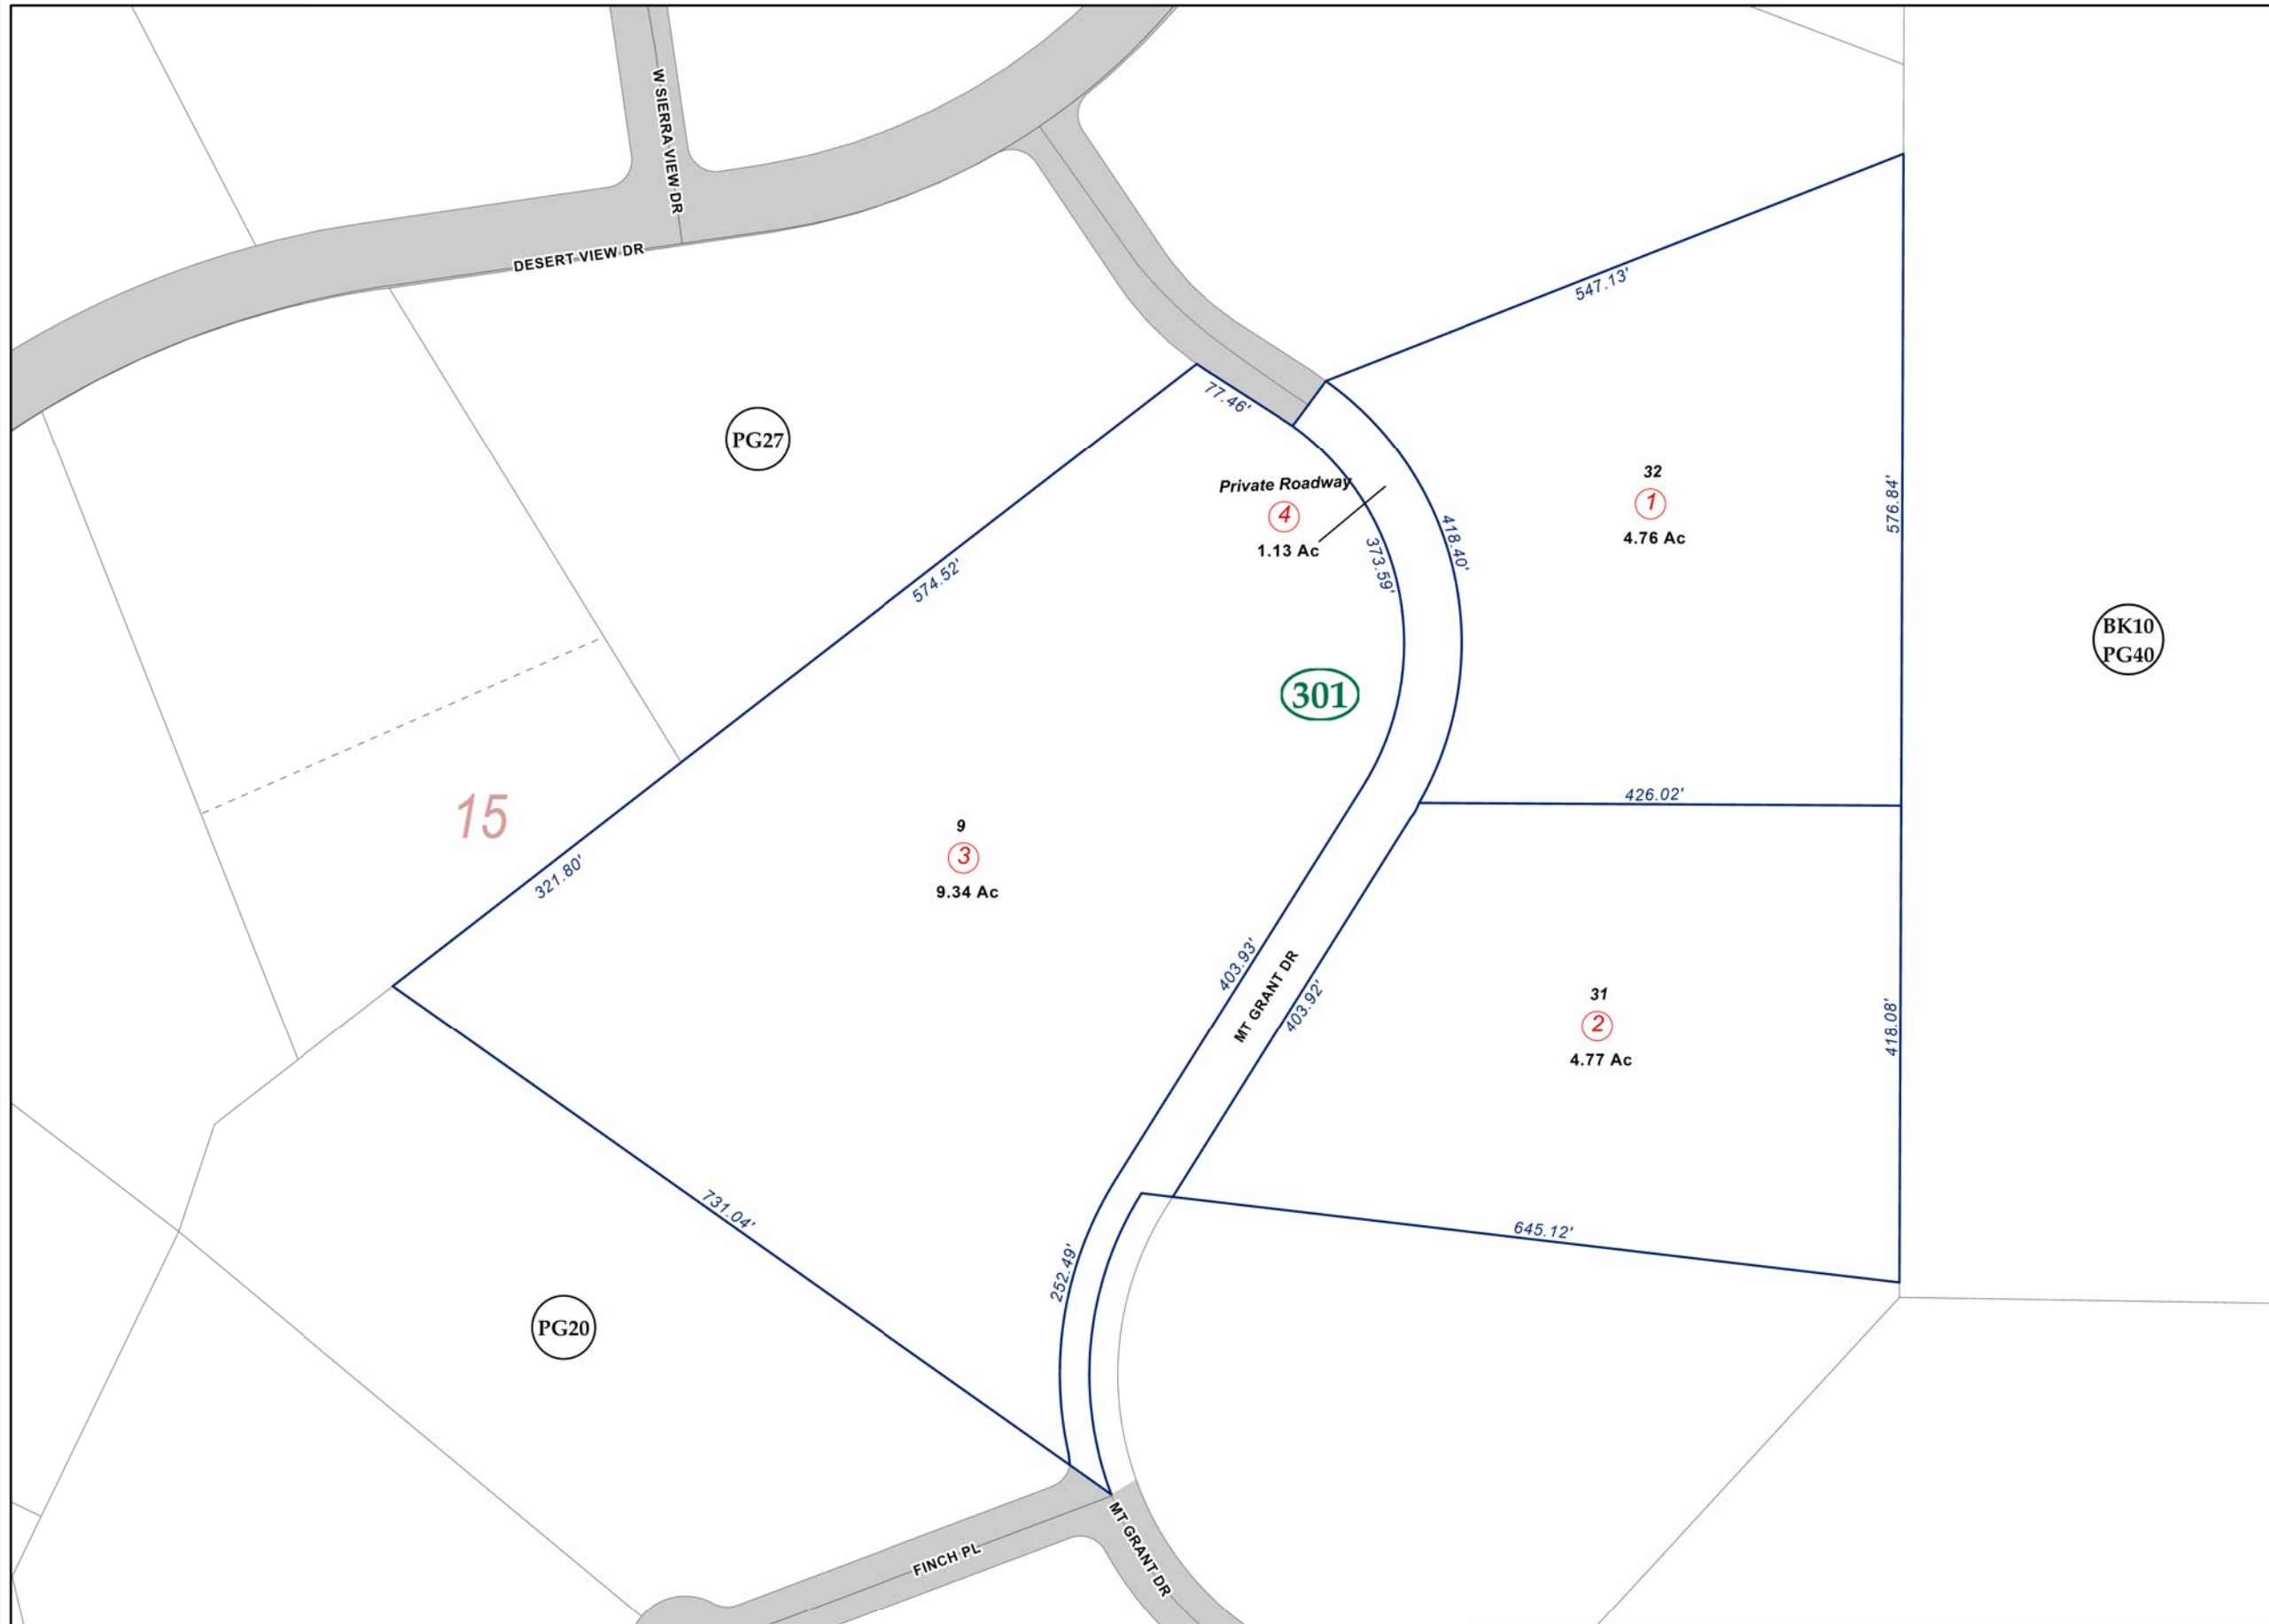 W SIERRA VIEW DR
DESERT VIEW DR
547.13'
77.46'
PG27
32
1
4.76 Ac
Private Roadway
4
1.13 Ac
576.84'
418.40'
373.59'
574.52'
BK10
PG40
301
426.02'
15
9
3
9.34 Ac
321.80'
403.93'
MT GRANT DR
403.92'
31
2
4.77 Ac
418.08'
731.04'
645.12'
252.49'
PG20
FINCH PL
MT GRANT DR